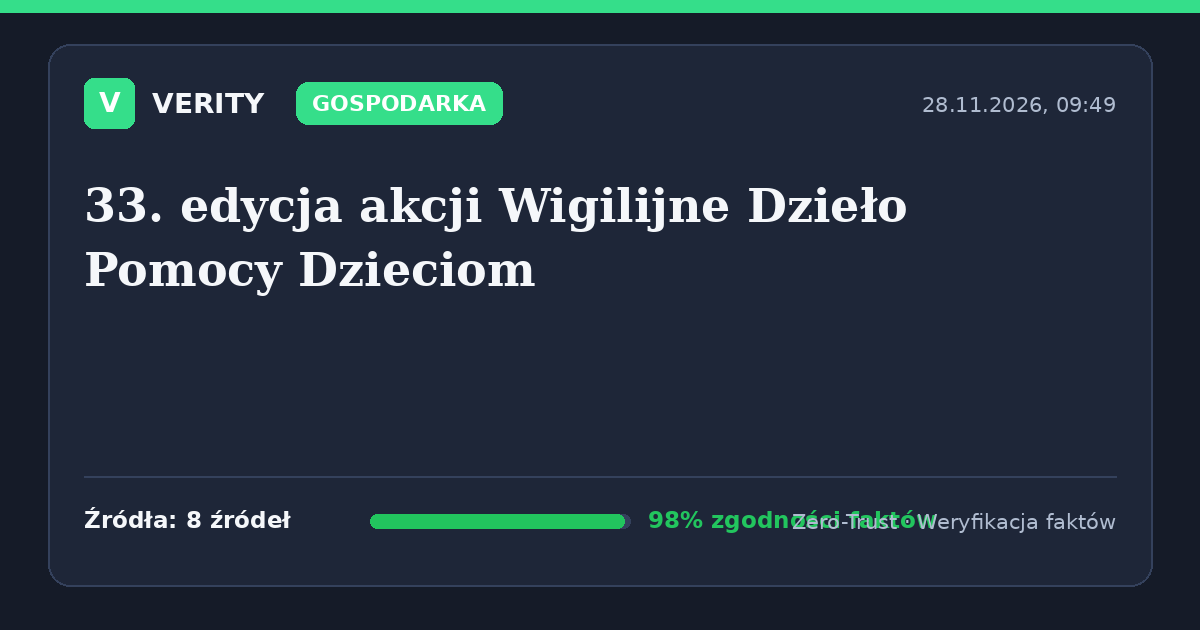 V VERITY GOSPODARKA 28.11.2026, 09:49
33. edycja akcji Wigilijne Dzieło
Pomocy Dzieciom
Źródła: 8 źródeł 98% zgodności faktów Zero-Trust · Weryfikacja faktów